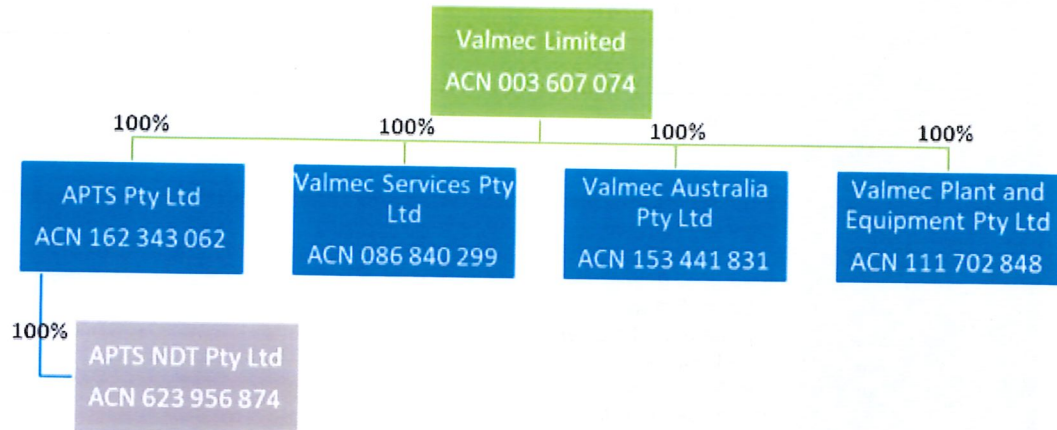 Valmec Limited
ACN 003 607 074
100%
100%
100%
100%
APTS Pty Ltd
ACN 162 343 062
Valmec Services Pty
Ltd
ACN 086 840 299
Valmec Australia
Pty Ltd
ACN 153 441 831
Valmec Plant and
Equipment Pty Ltd
ACN 111 702 848
100%
APTS NDT Pty Ltd
ACN 623 956 874